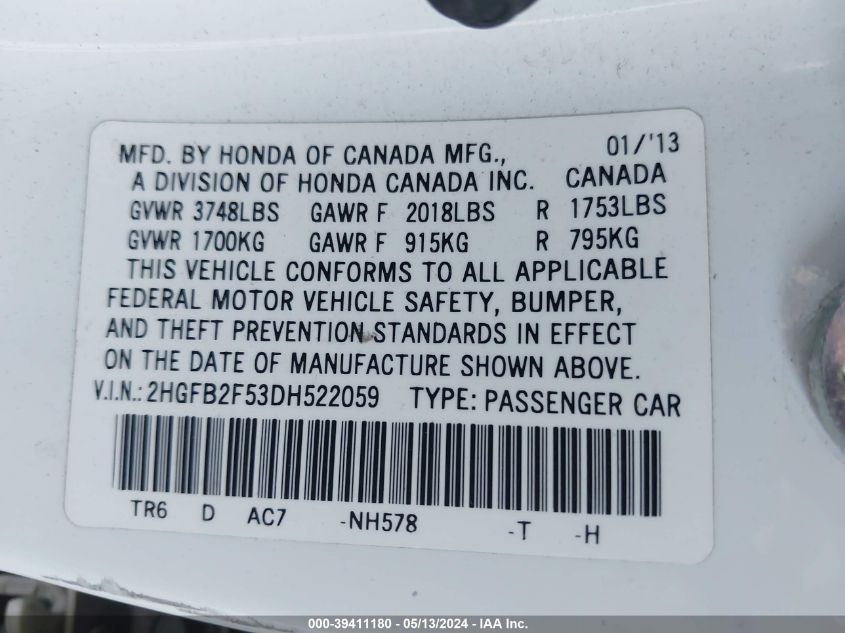 MFD. BY HONDA OF CANADA MFG., 01/'13
A DIVISION OF HONDA CANADA INC. CANADA
GVWR 3748LBS GAWR F 2018LBS R 1753LBS
GVWR 1700KG GAWR F 915KG R 795KG
THIS VEHICLE CONFORMS TO ALL APPLICABLE
FEDERAL MOTOR VEHICLE SAFETY, BUMPER,
AND THEFT PREVENTION STANDARDS IN EFFECT
ON THE DATE OF MANUFACTURE SHOWN ABOVE.
V.I.N.: 2HGFB2F53DH522059 TYPE: PASSENGER CAR
TR6 D AC7 -NH578 -T -H
000-39411180 - 05/13/2024 - IAA Inc.